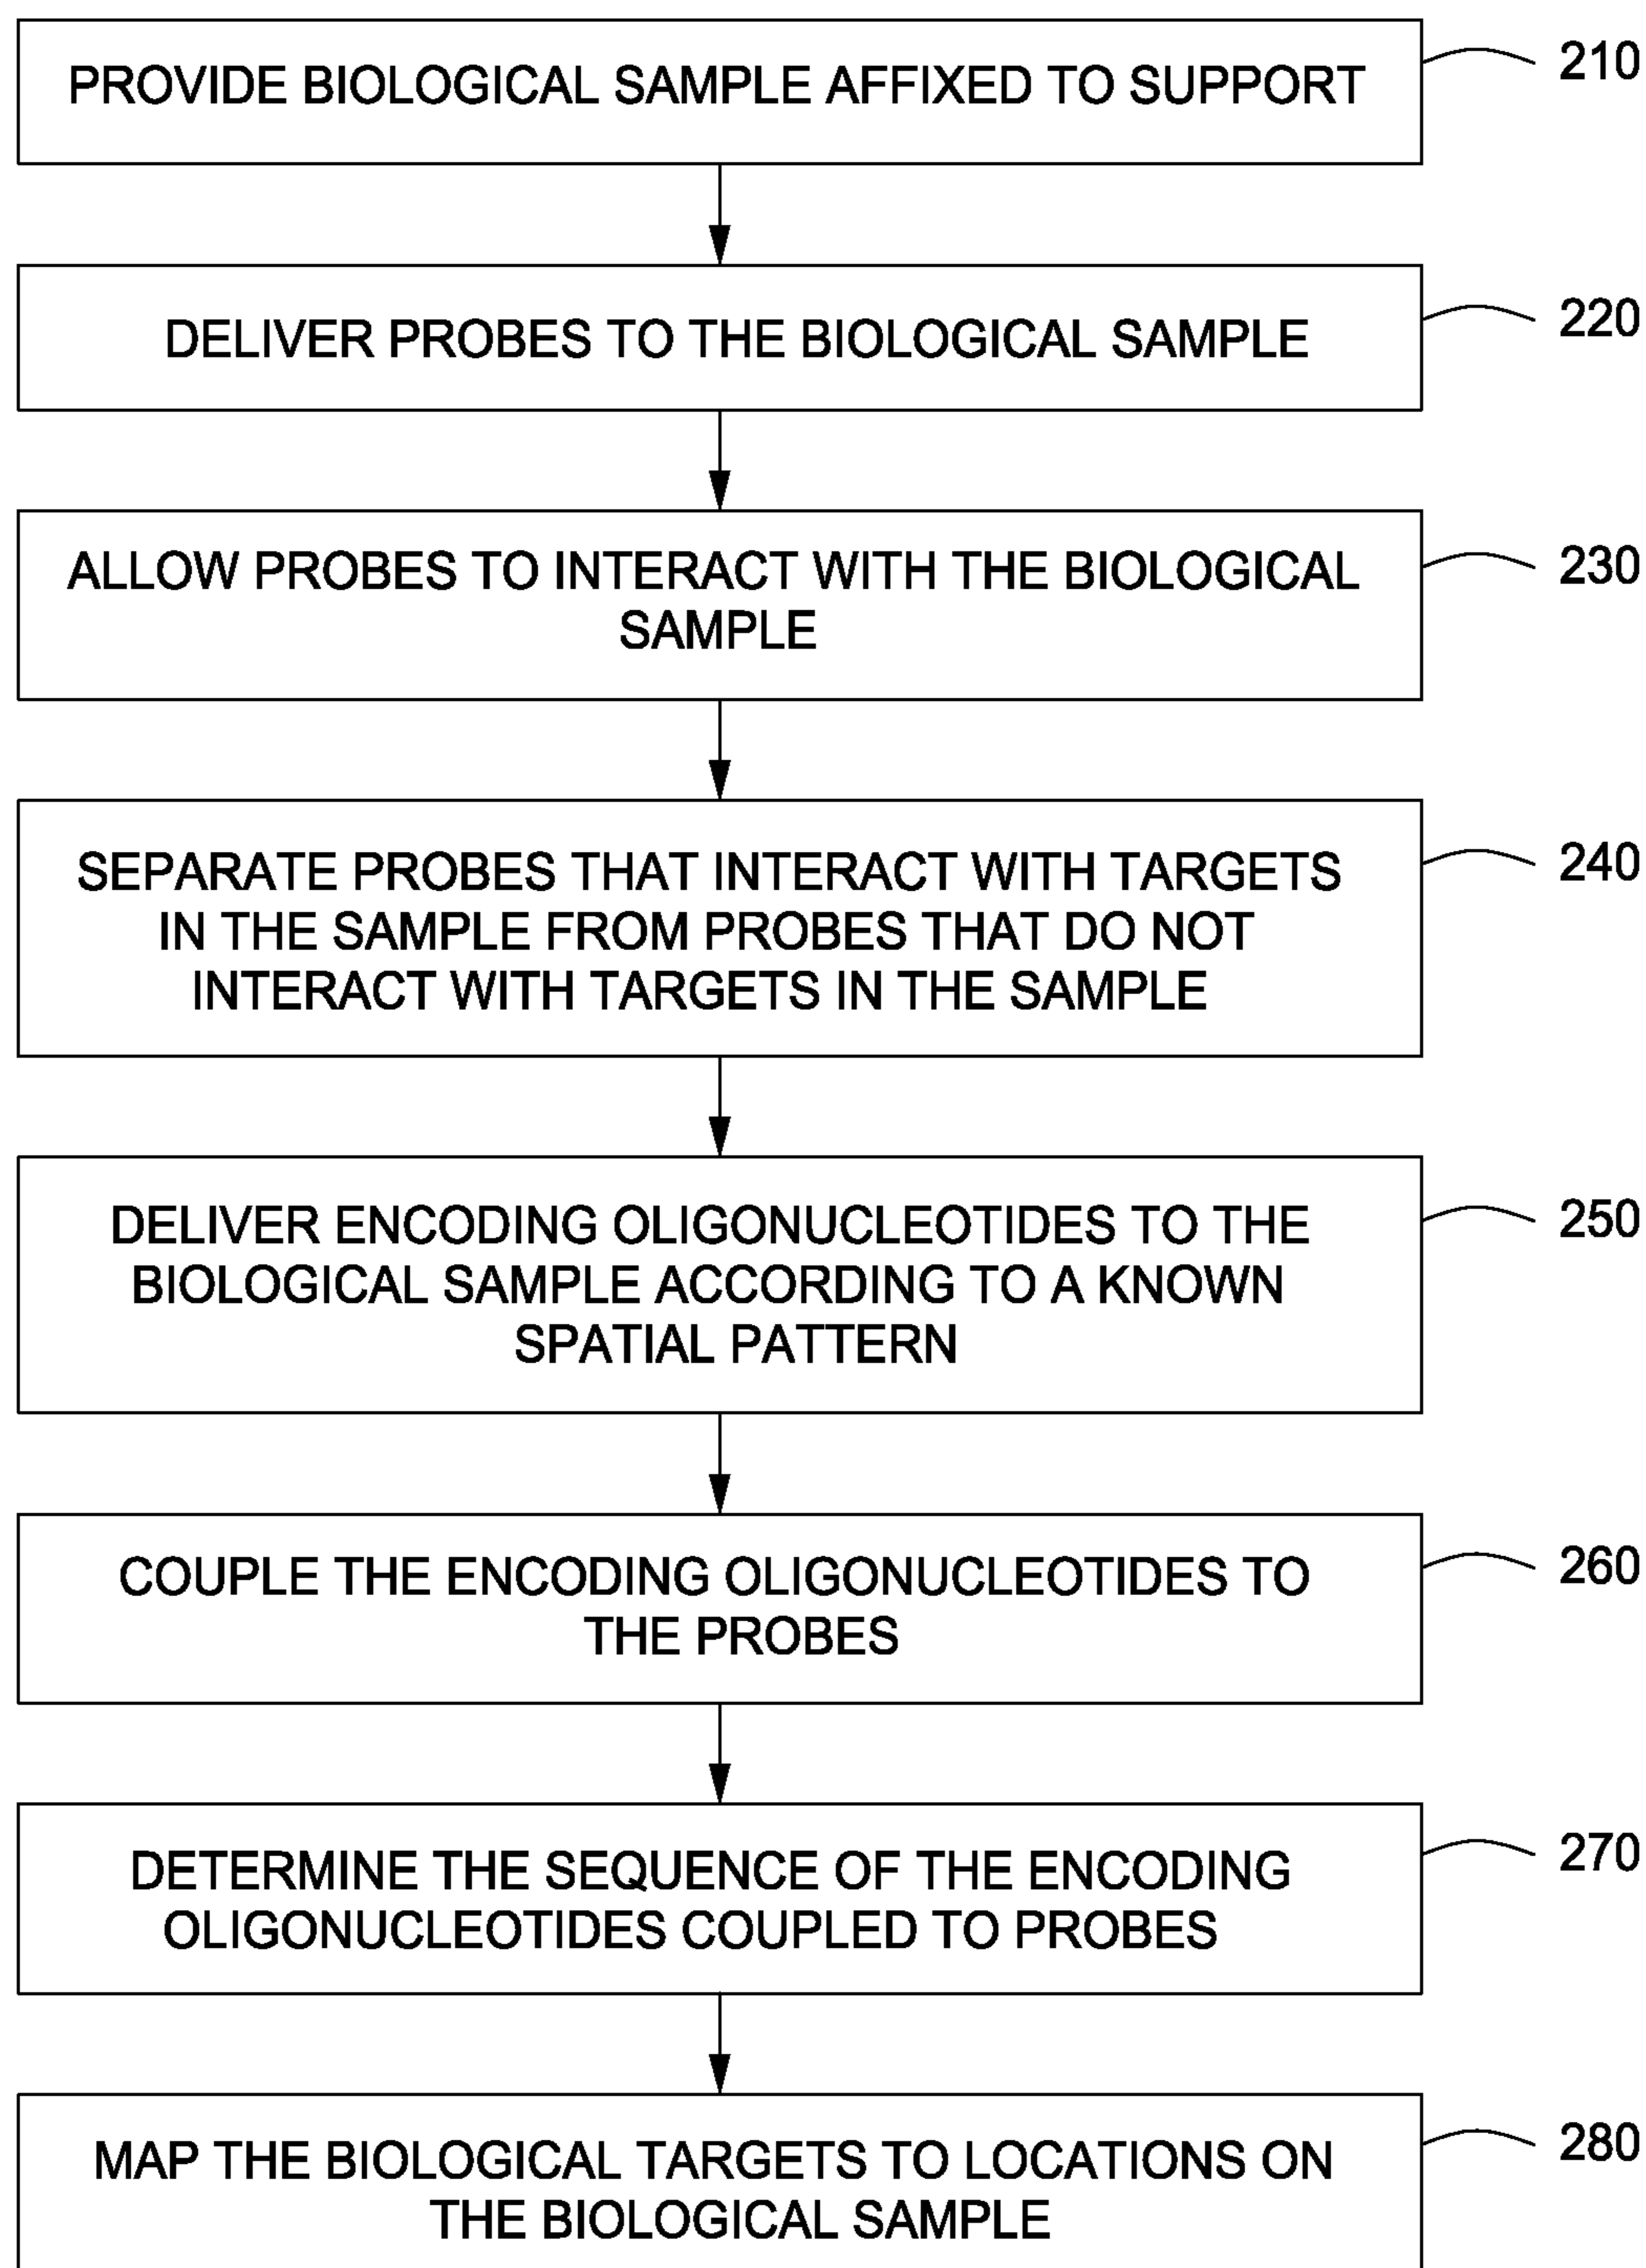 PROVIDE BIOLOGICAL SAMPLE AFFIXED TO SUPPORT
210
DELIVER PROBES TO THE BIOLOGICAL SAMPLE
220
ALLOW PROBES TO INTERACT WITH THE BIOLOGICAL
SAMPLE
230
SEPARATE PROBES THAT INTERACT WITH TARGETS
IN THE SAMPLE FROM PROBES THAT DO NOT
INTERACT WITH TARGETS IN THE SAMPLE
240
DELIVER ENCODING OLIGONUCLEOTIDES TO THE
BIOLOGICAL SAMPLE ACCORDING TO A KNOWN
SPATIAL PATTERN
250
COUPLE THE ENCODING OLIGONUCLEOTIDES TO
THE PROBES
260
DETERMINE THE SEQUENCE OF THE ENCODING
OLIGONUCLEOTIDES COUPLED TO PROBES
270
MAP THE BIOLOGICAL TARGETS TO LOCATIONS ON
THE BIOLOGICAL SAMPLE
280